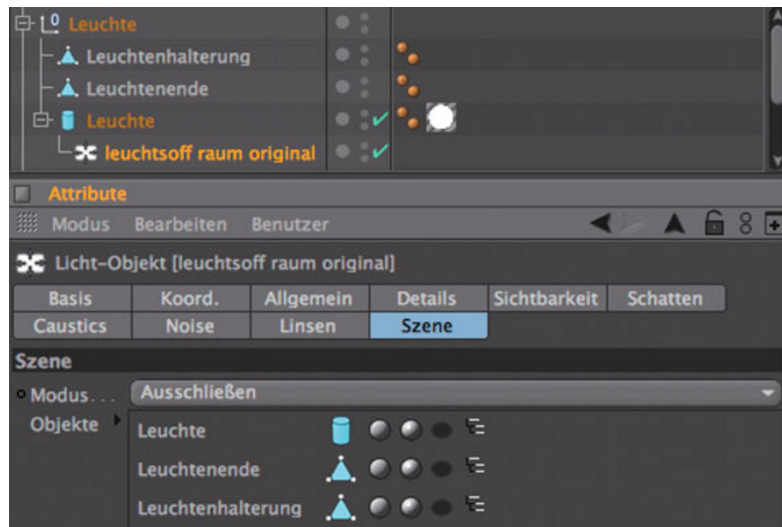 Leuchte
Leuchtenhalterung
Leuchtenende
Leuchte
leuchtsoff raum original
Attribute
Modus Bearbeiten Benutzer
Licht-Objekt [leuchtsoff raum original]
Basis Koord. Allgemein Details Sichtbarkeit Schatten
Caustics Noise Linsen Szene
Szene
Modus... Ausschließen
Objekte Leuchte
Leuchtenende
Leuchtenhalterung